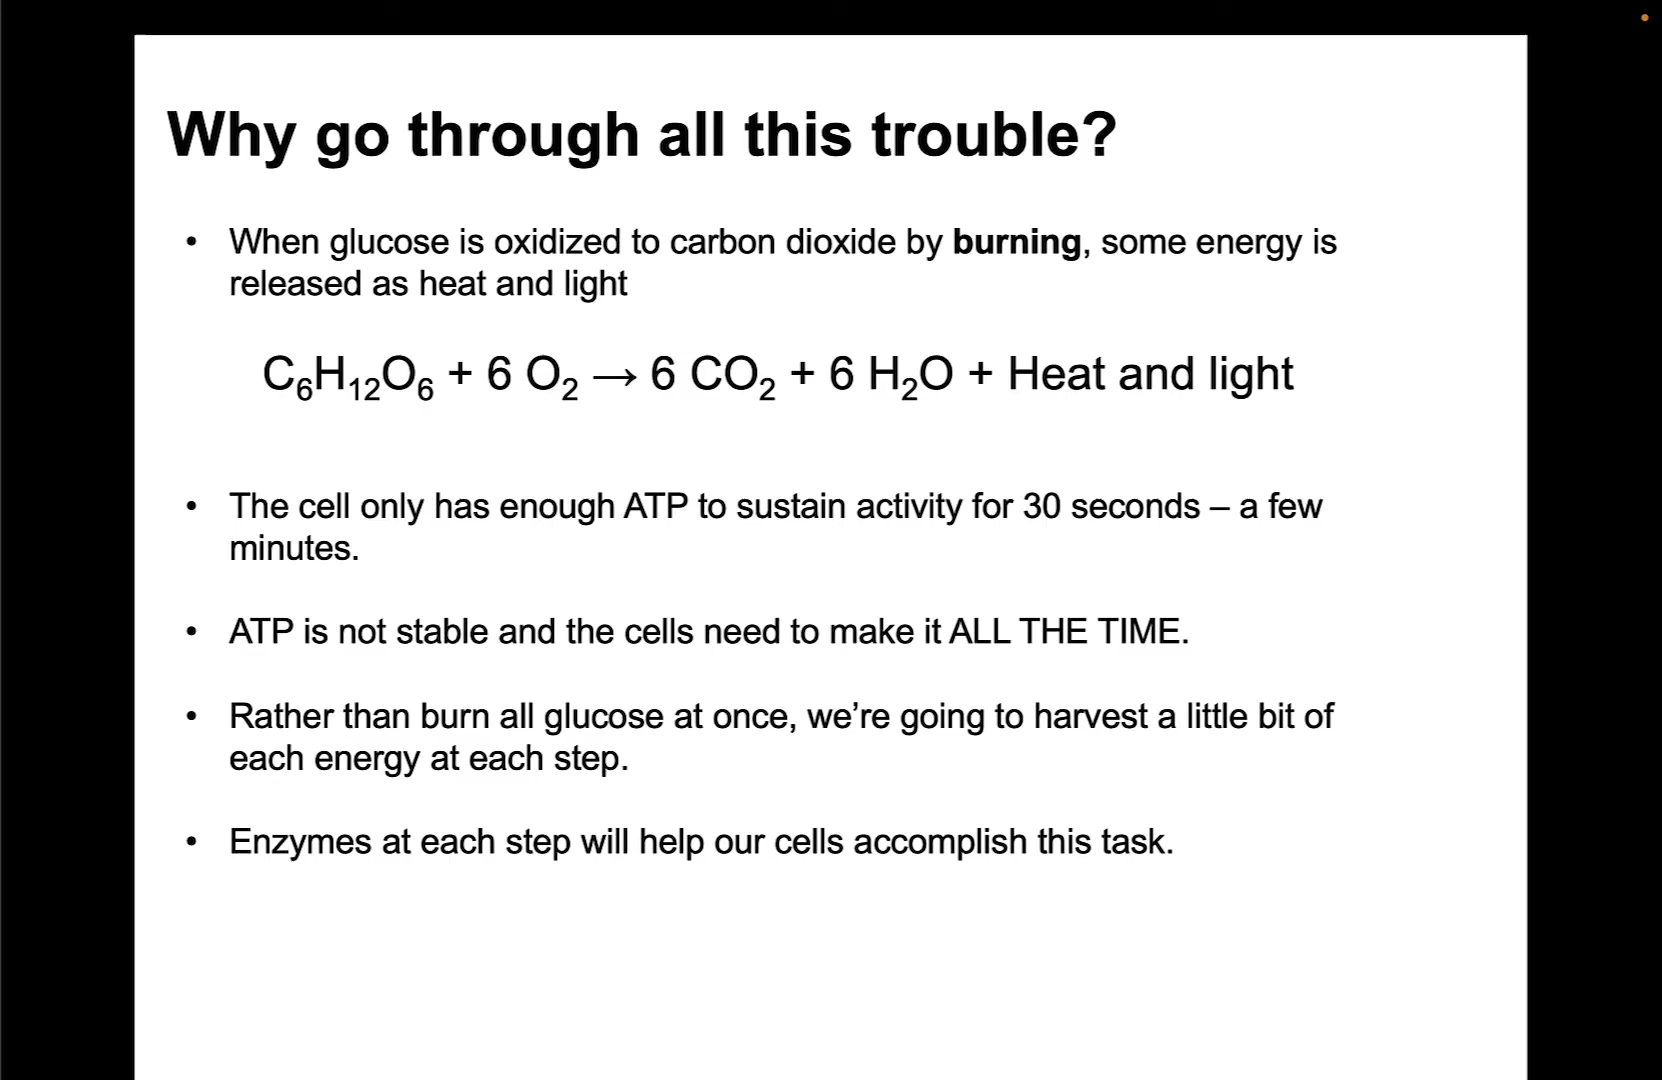 Why go through all this trouble?
• When glucose is oxidized to carbon dioxide by burning, some energy is
released as heat and light
C₆H₁₂O₆ + 6 O₂ → 6 CO₂ + 6 H₂O + Heat and light
• The cell only has enough ATP to sustain activity for 30 seconds – a few
minutes.
• ATP is not stable and the cells need to make it ALL THE TIME.
• Rather than burn all glucose at once, we’re going to harvest a little bit of
each energy at each step.
• Enzymes at each step will help our cells accomplish this task.